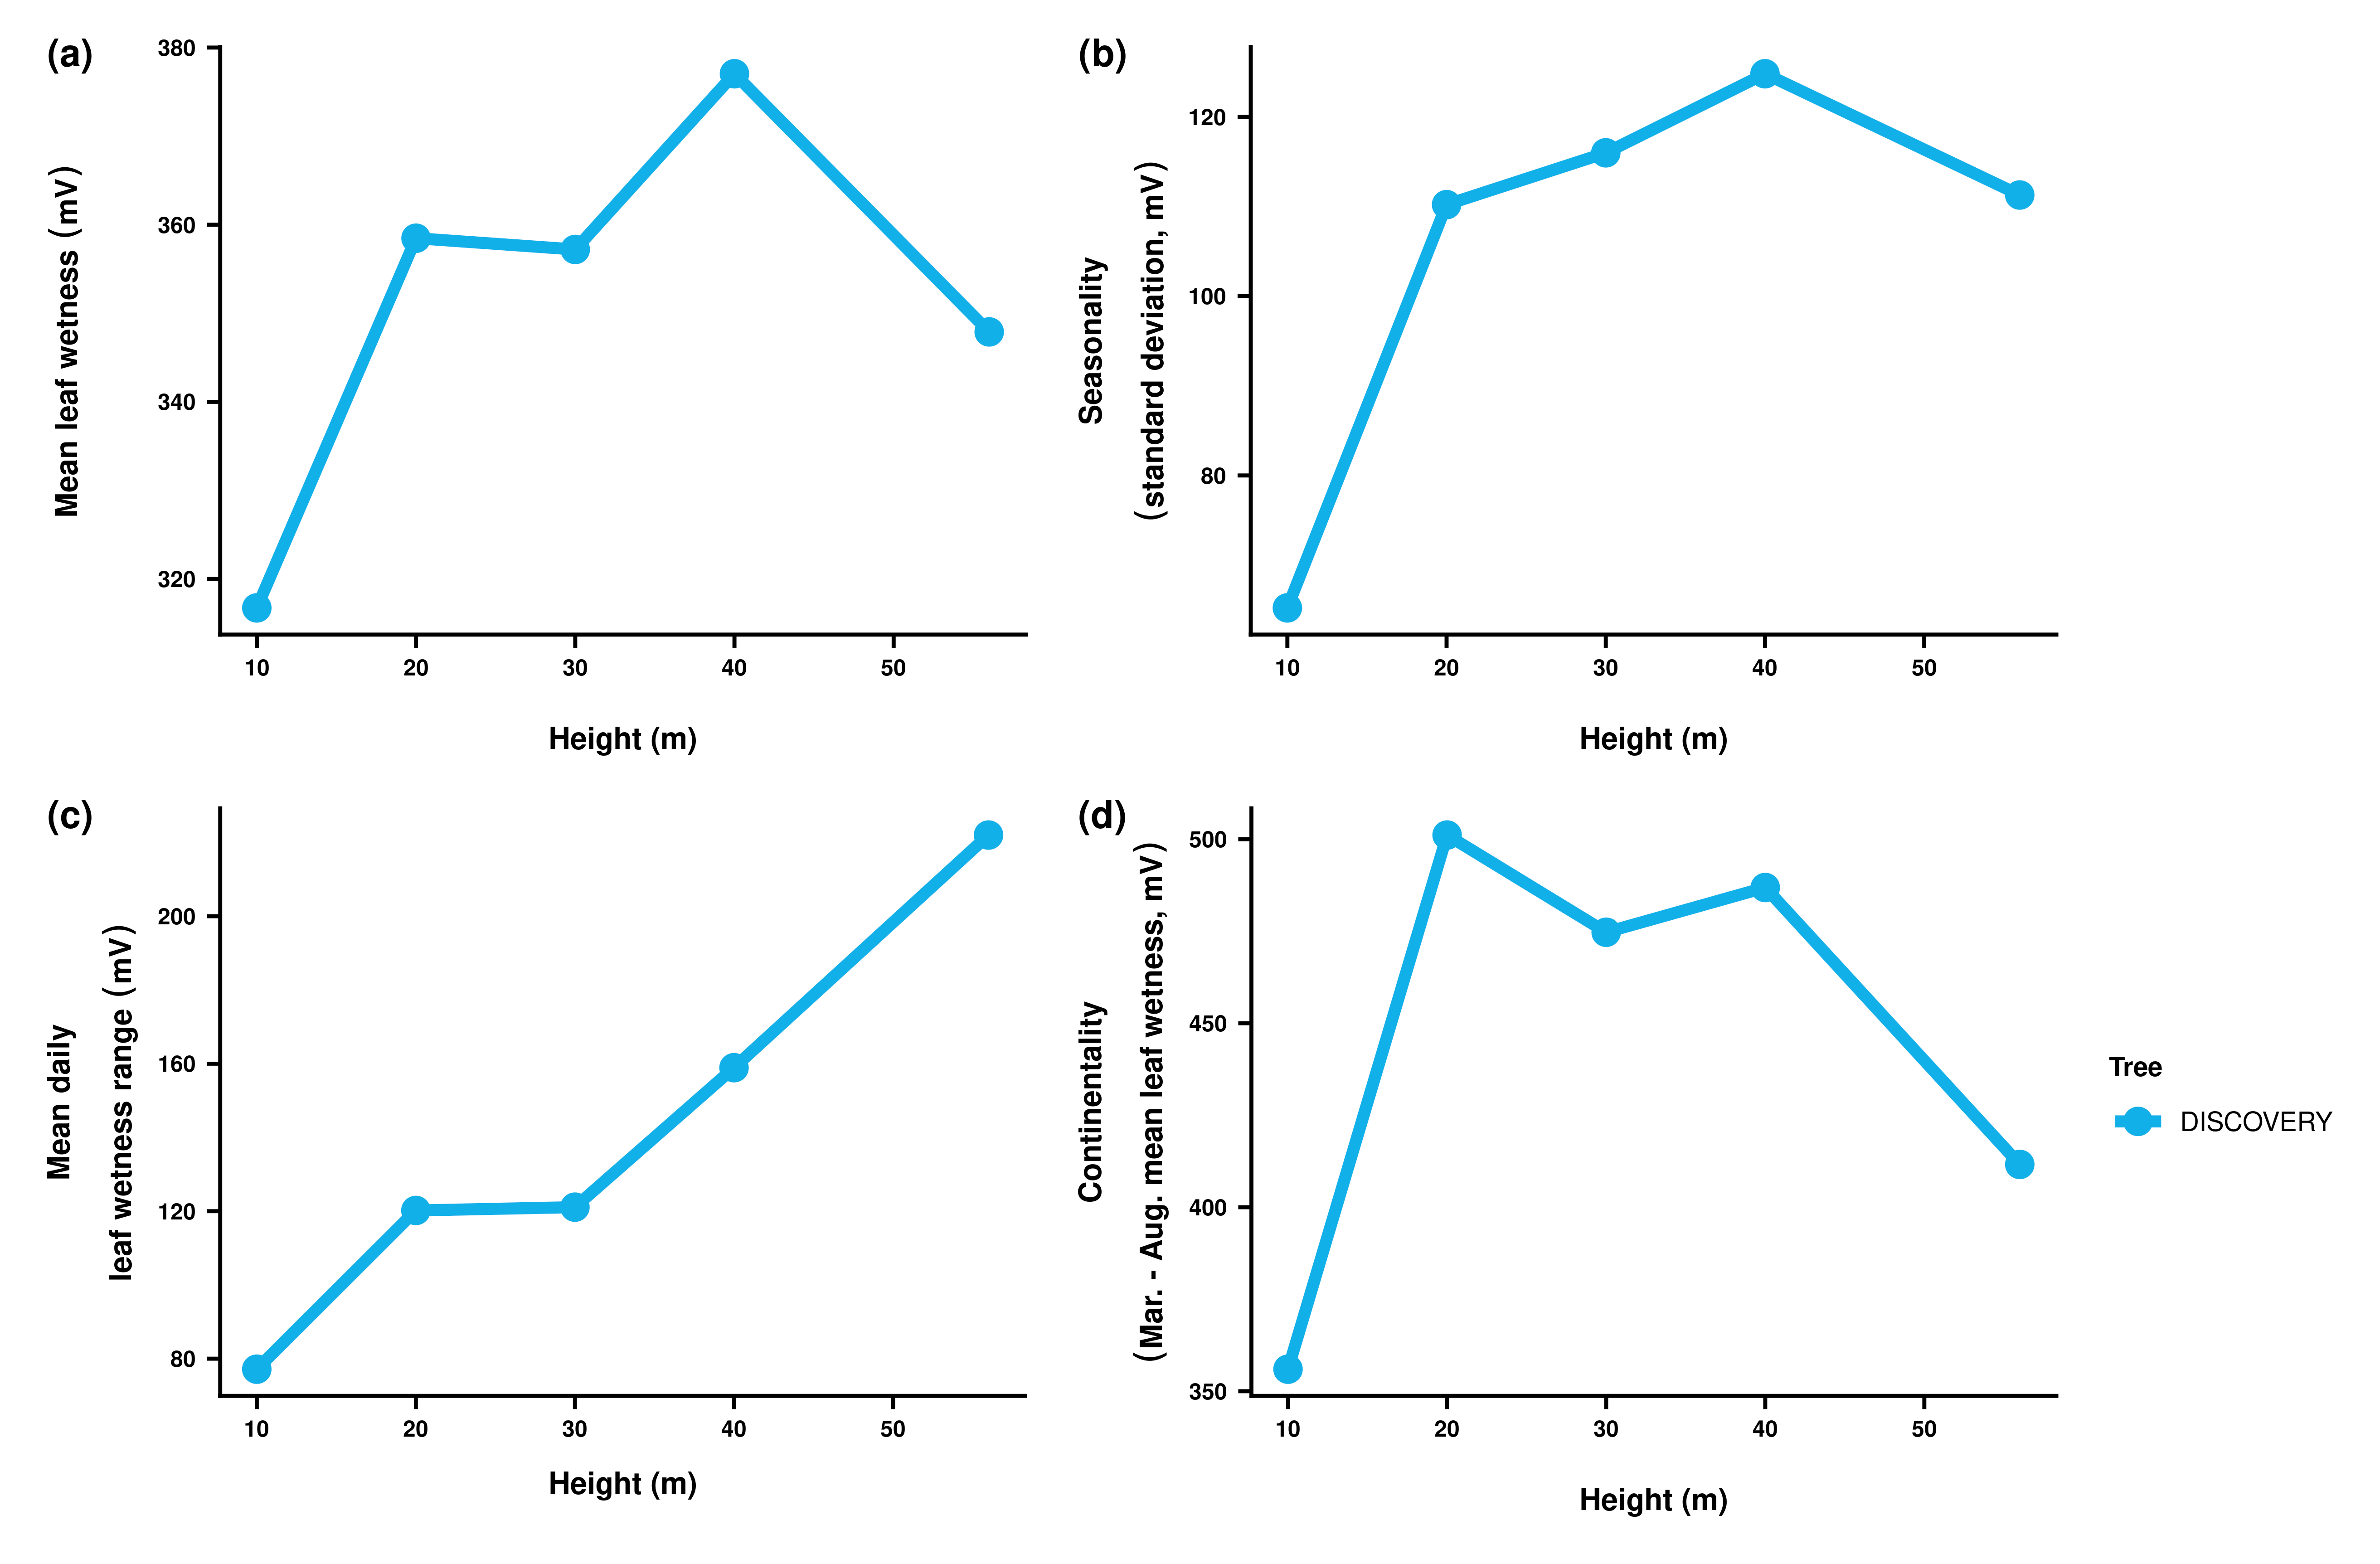 (a)
Mean leaf wetness (mV)
380
360
340
320
10 20 30 40 50
Height (m)
(b)
Seasonality
(standard deviation, mV)
120
100
80
10 20 30 40 50
Height (m)
(c)
Mean daily
leaf wetness range (mV)
200
160
120
80
10 20 30 40 50
Height (m)
(d)
Continentality
(Mar. - Aug. mean leaf wetness, mV)
500
450
400
350
10 20 30 40 50
Height (m)
Tree
DISCOVERY